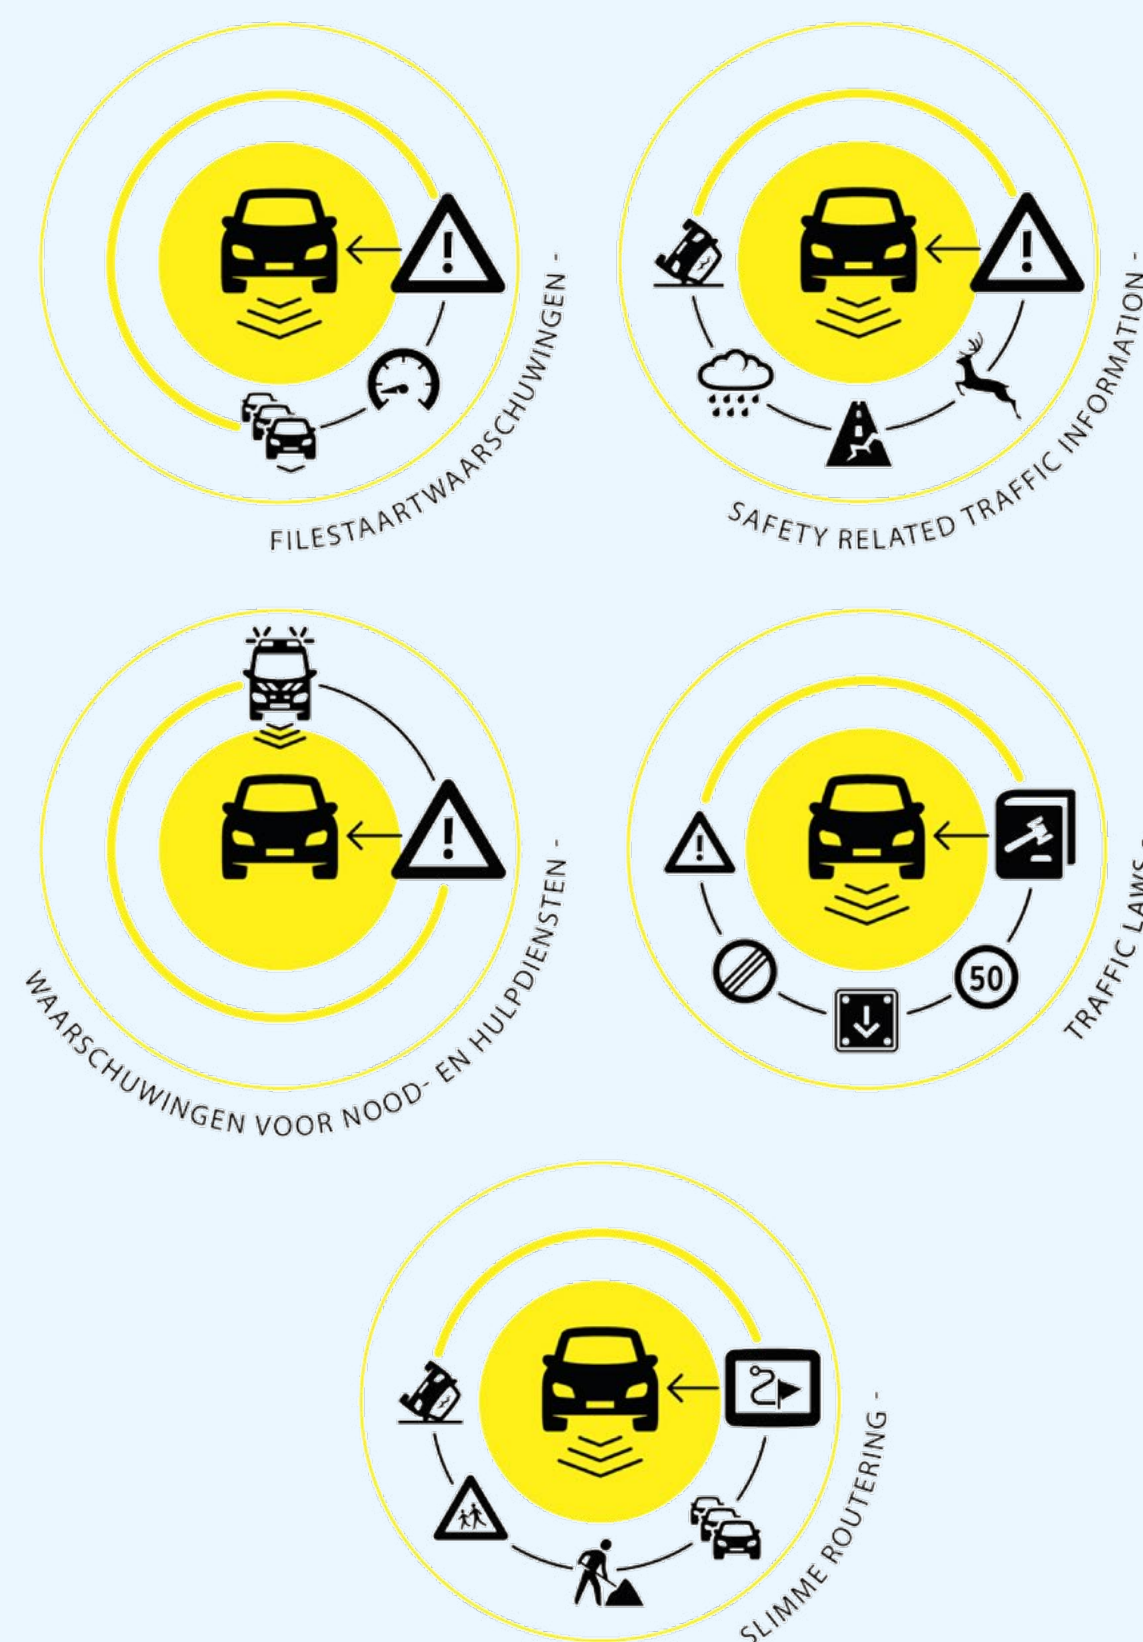 FILESTAARTWAARSCHUWINGEN -
SAFETY RELATED TRAFFIC INFORMATION -
WAARSCHUWINGEN VOOR NOOD- EN HULPDIENSTEN -
TRAFFIC LAWS -
50
SLIMME ROUTERING -